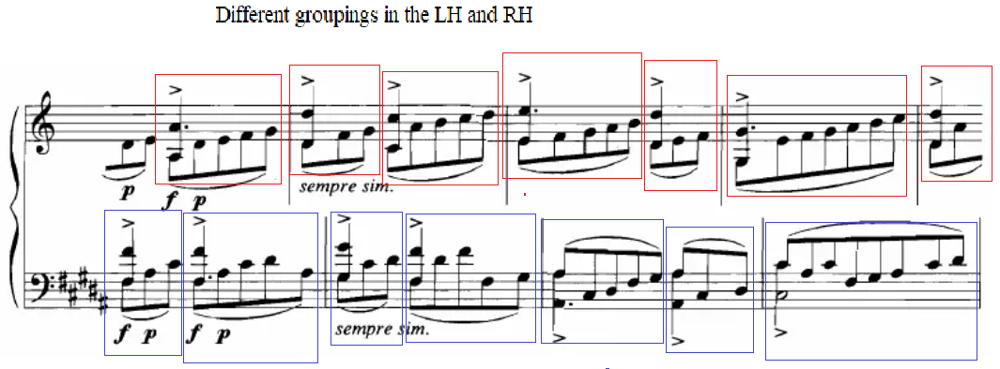 Different groupings in the LH and RH
p
f p
sempre sim.
f p f p
sempre sim.